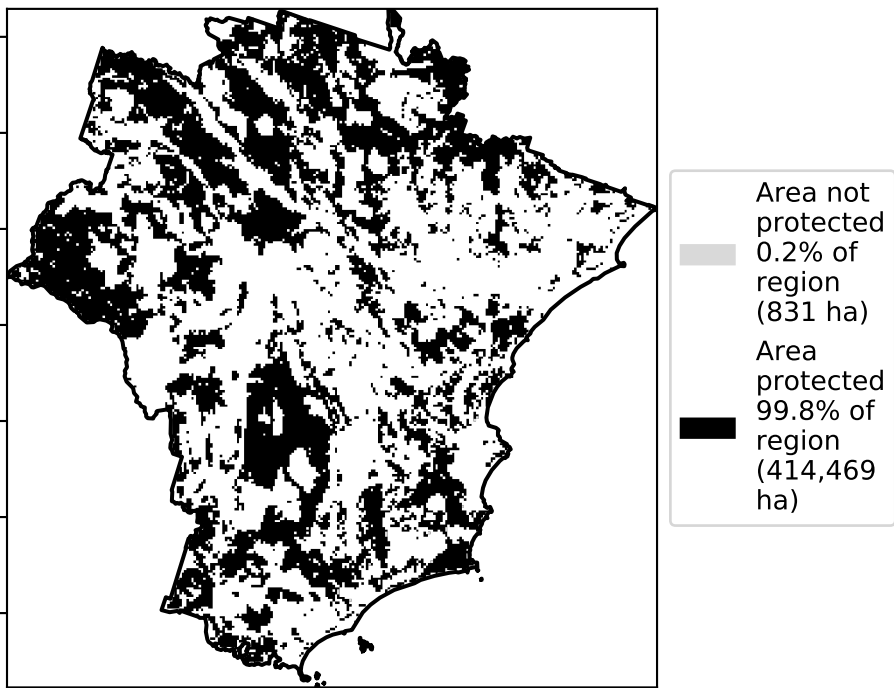 Area not
protected
0.2% of
region
(831 ha)
Area
protected
99.8% of
region
(414,469
ha)